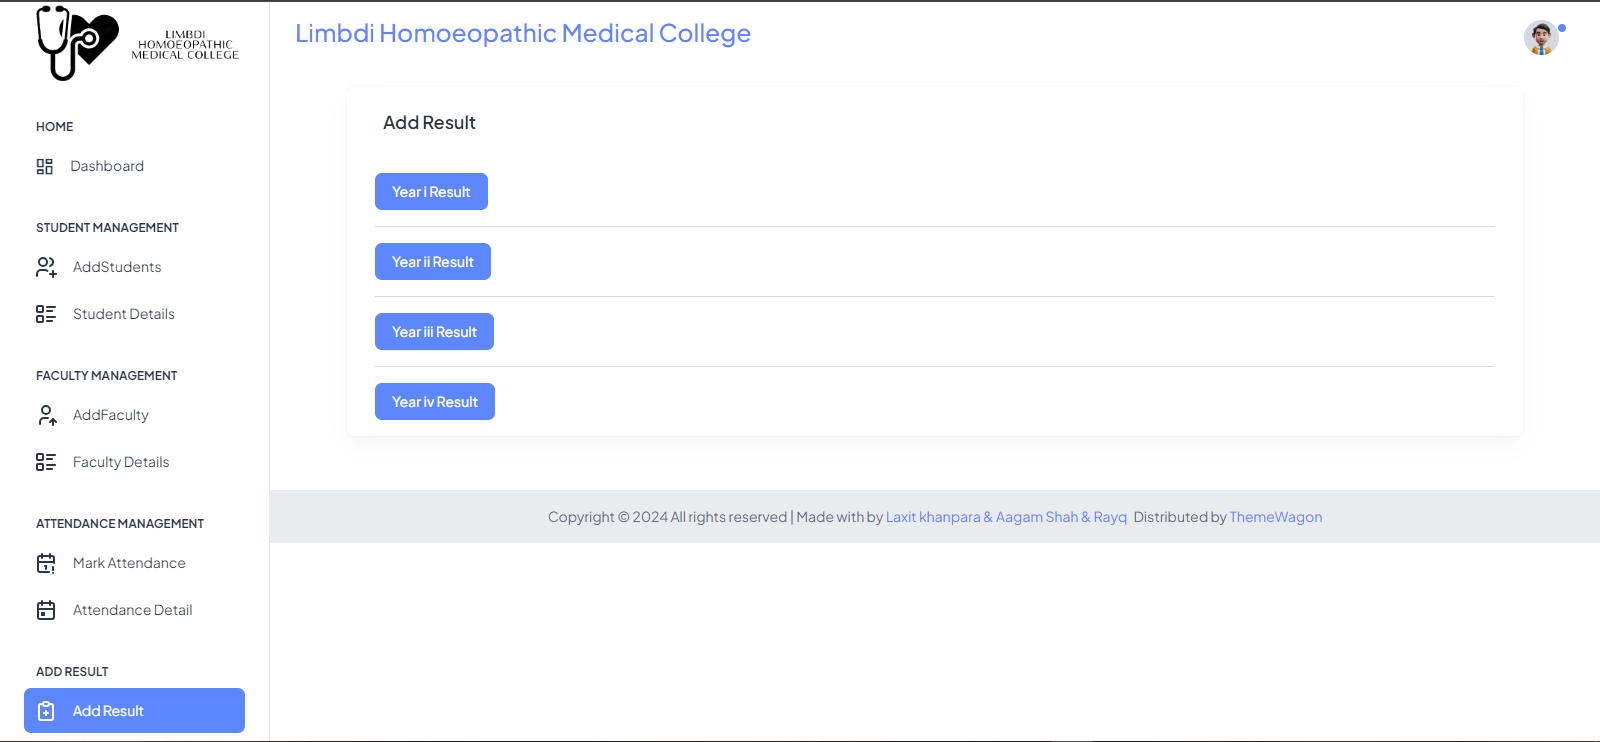 LIMBDI
HOMOEOPATHIC
MEDICAL COLLEGE
HOME
Dashboard
STUDENT MANAGEMENT
AddStudents
Student Details
FACULTY MANAGEMENT
AddFaculty
Faculty Details
ATTENDANCE MANAGEMENT
Mark Attendance
Attendance Detail
ADD RESULT
Add Result
Limbdi Homoeopathic Medical College
Add Result
Year i Result
Year ii Result
Year iii Result
Year iv Result
Copyright © 2024 All rights reserved | Made with by Laxit khanpara & Aagam Shah & Rayq Distributed by ThemeWagon